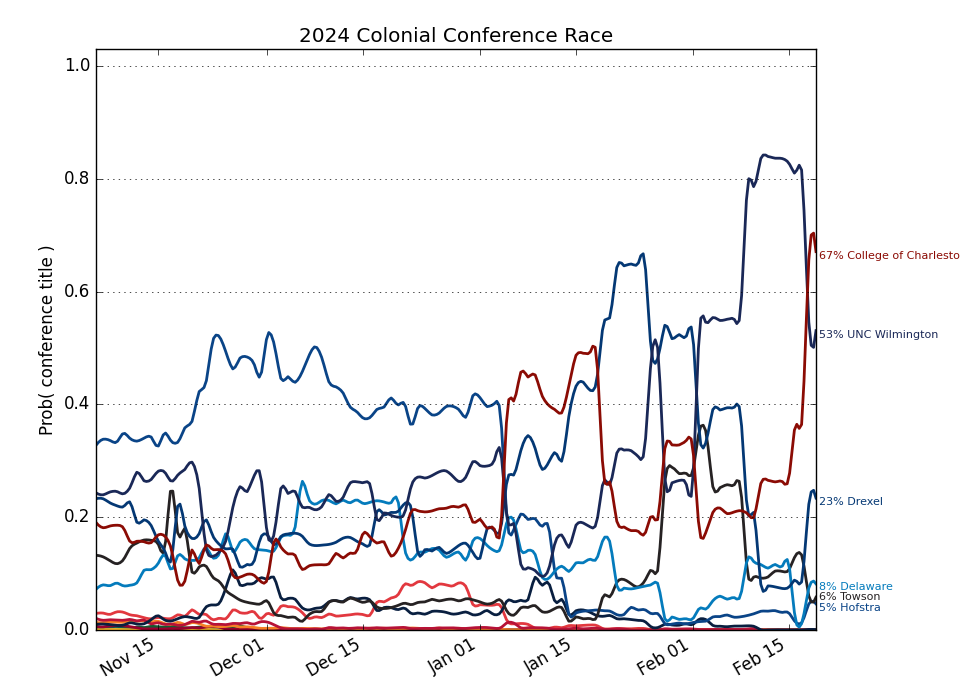 2024 Colonial Conference Race
Prob( conference title )
1.0
0.8
0.6
0.4
0.2
0.0
67% College of Charlesto
53% UNC Wilmington
23% Drexel
8% Delaware
6% Towson
5% Hofstra
Nov 15
Dec 01
Dec 15
Jan 01
Jan 15
Feb 01
Feb 15